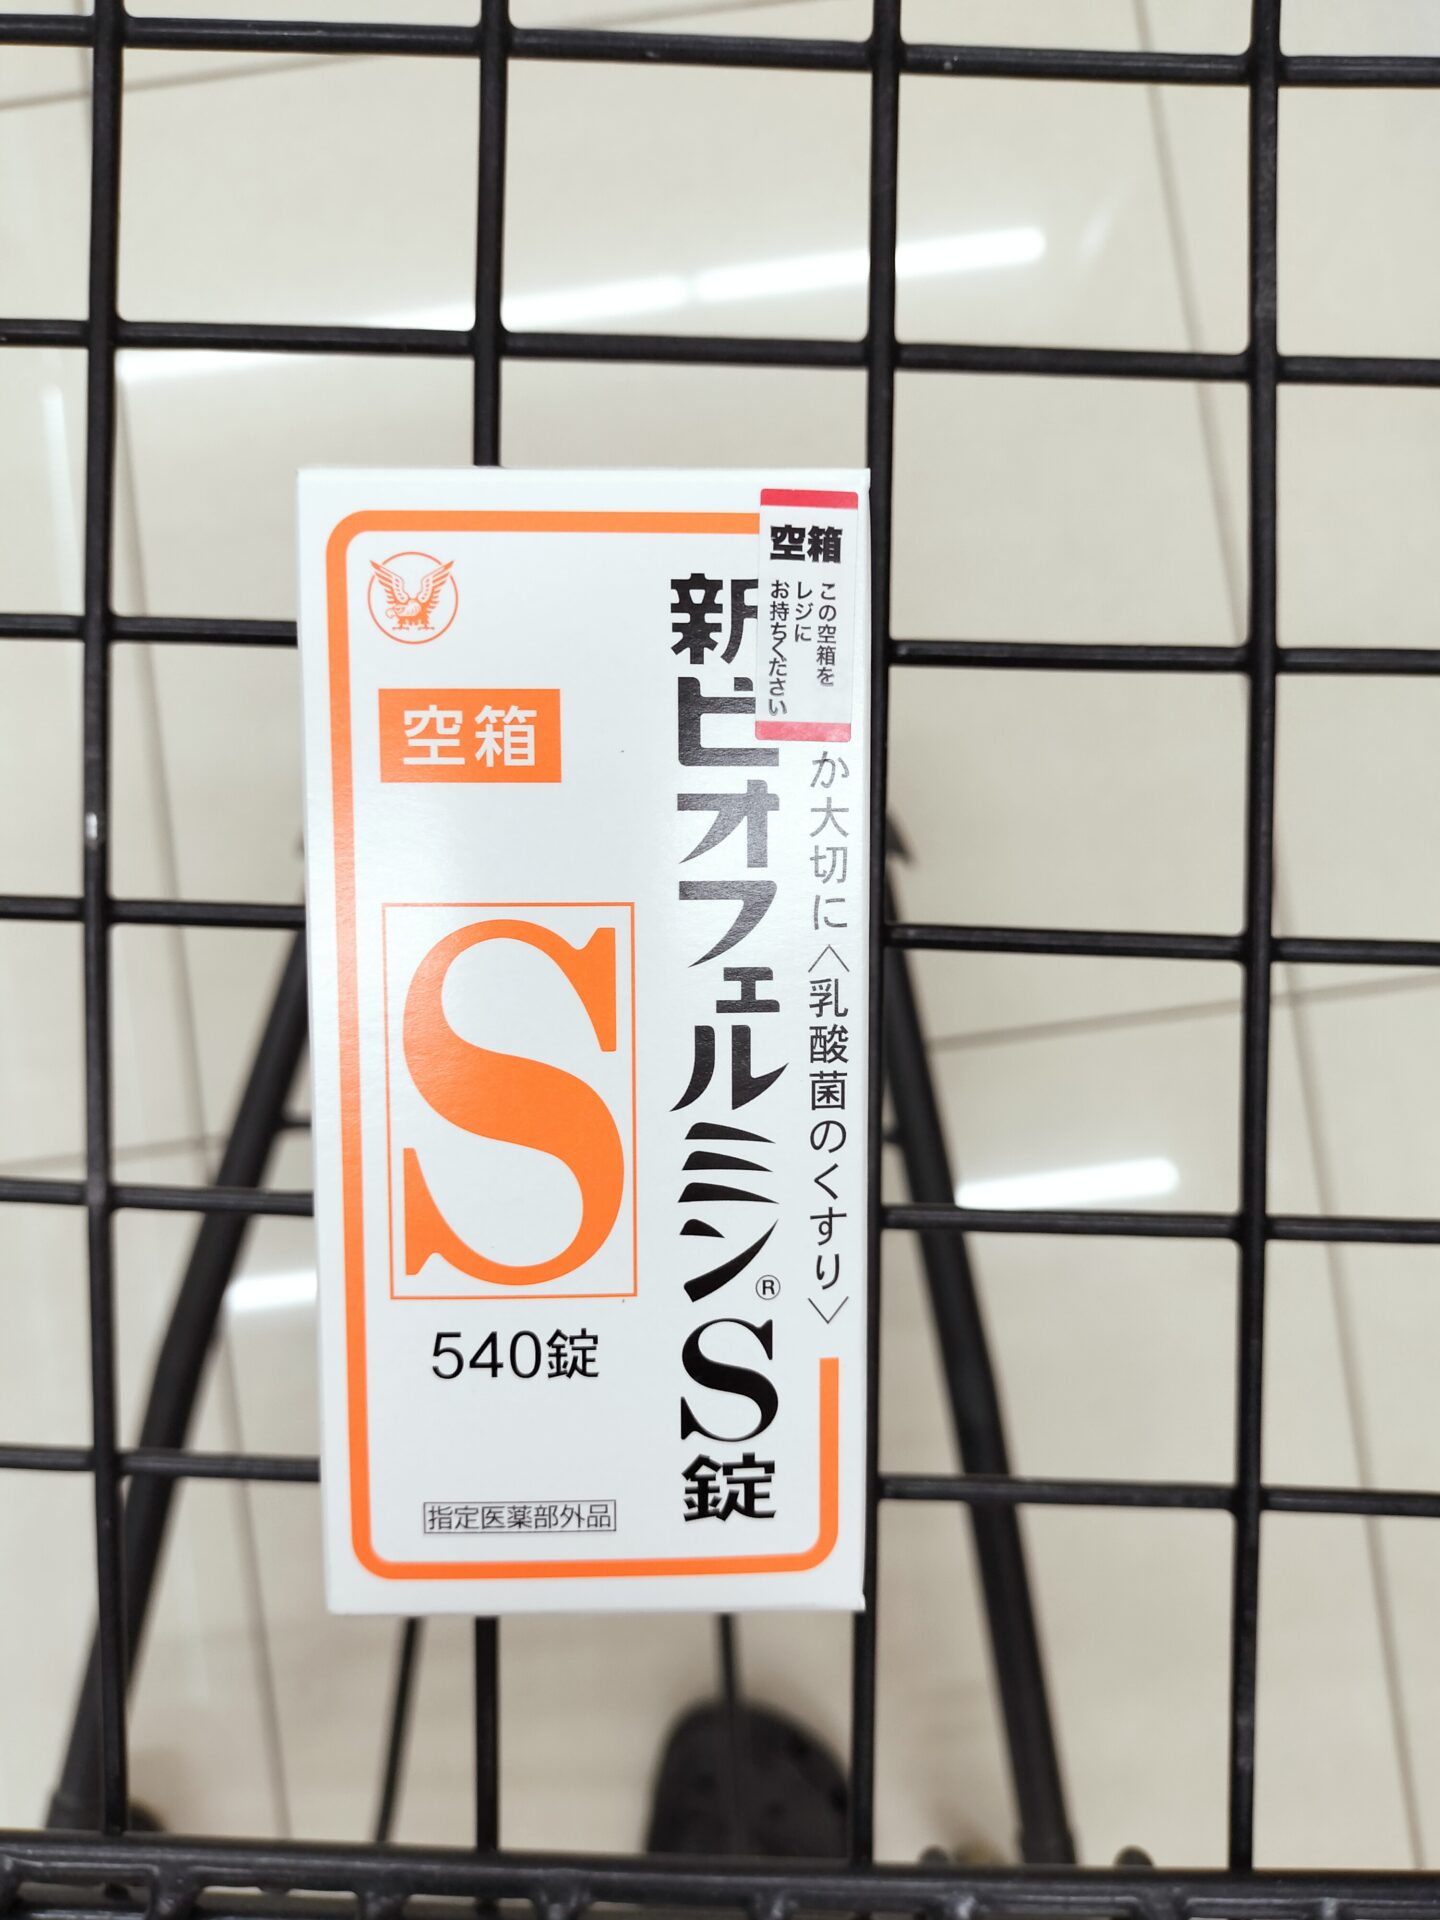 空箱
この空箱を
レジに
お持ちください
か大切に〈乳酸菌のくすり〉
新ビオフェルミン®S錠
空箱
S
540錠
指定医薬部外品